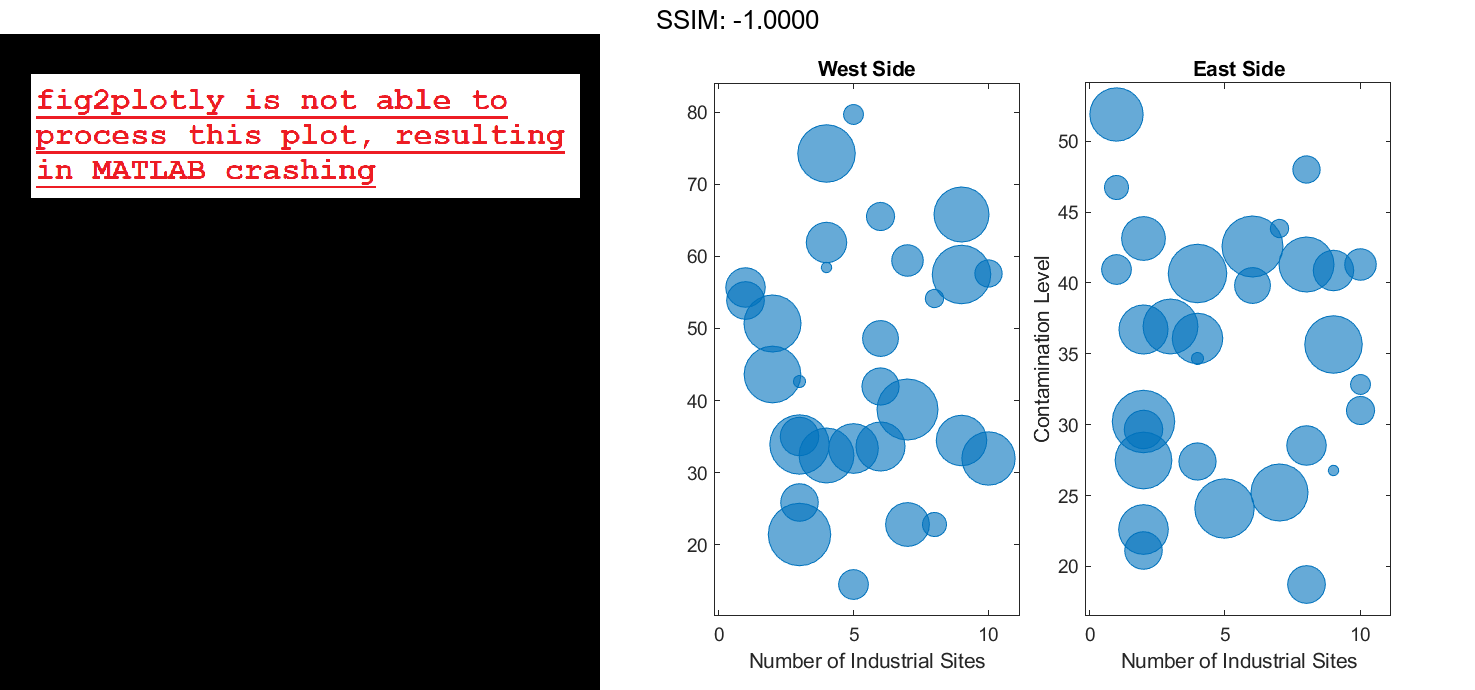 SSIM: -1.0000
fig2plotly is not able to
process this plot, resulting
in MATLAB crashing
West Side
80
70
60
50
40
30
20
0 5 10
Number of Industrial Sites
East Side
Contamination Level
50
45
40
35
30
25
20
0 5 10
Number of Industrial Sites